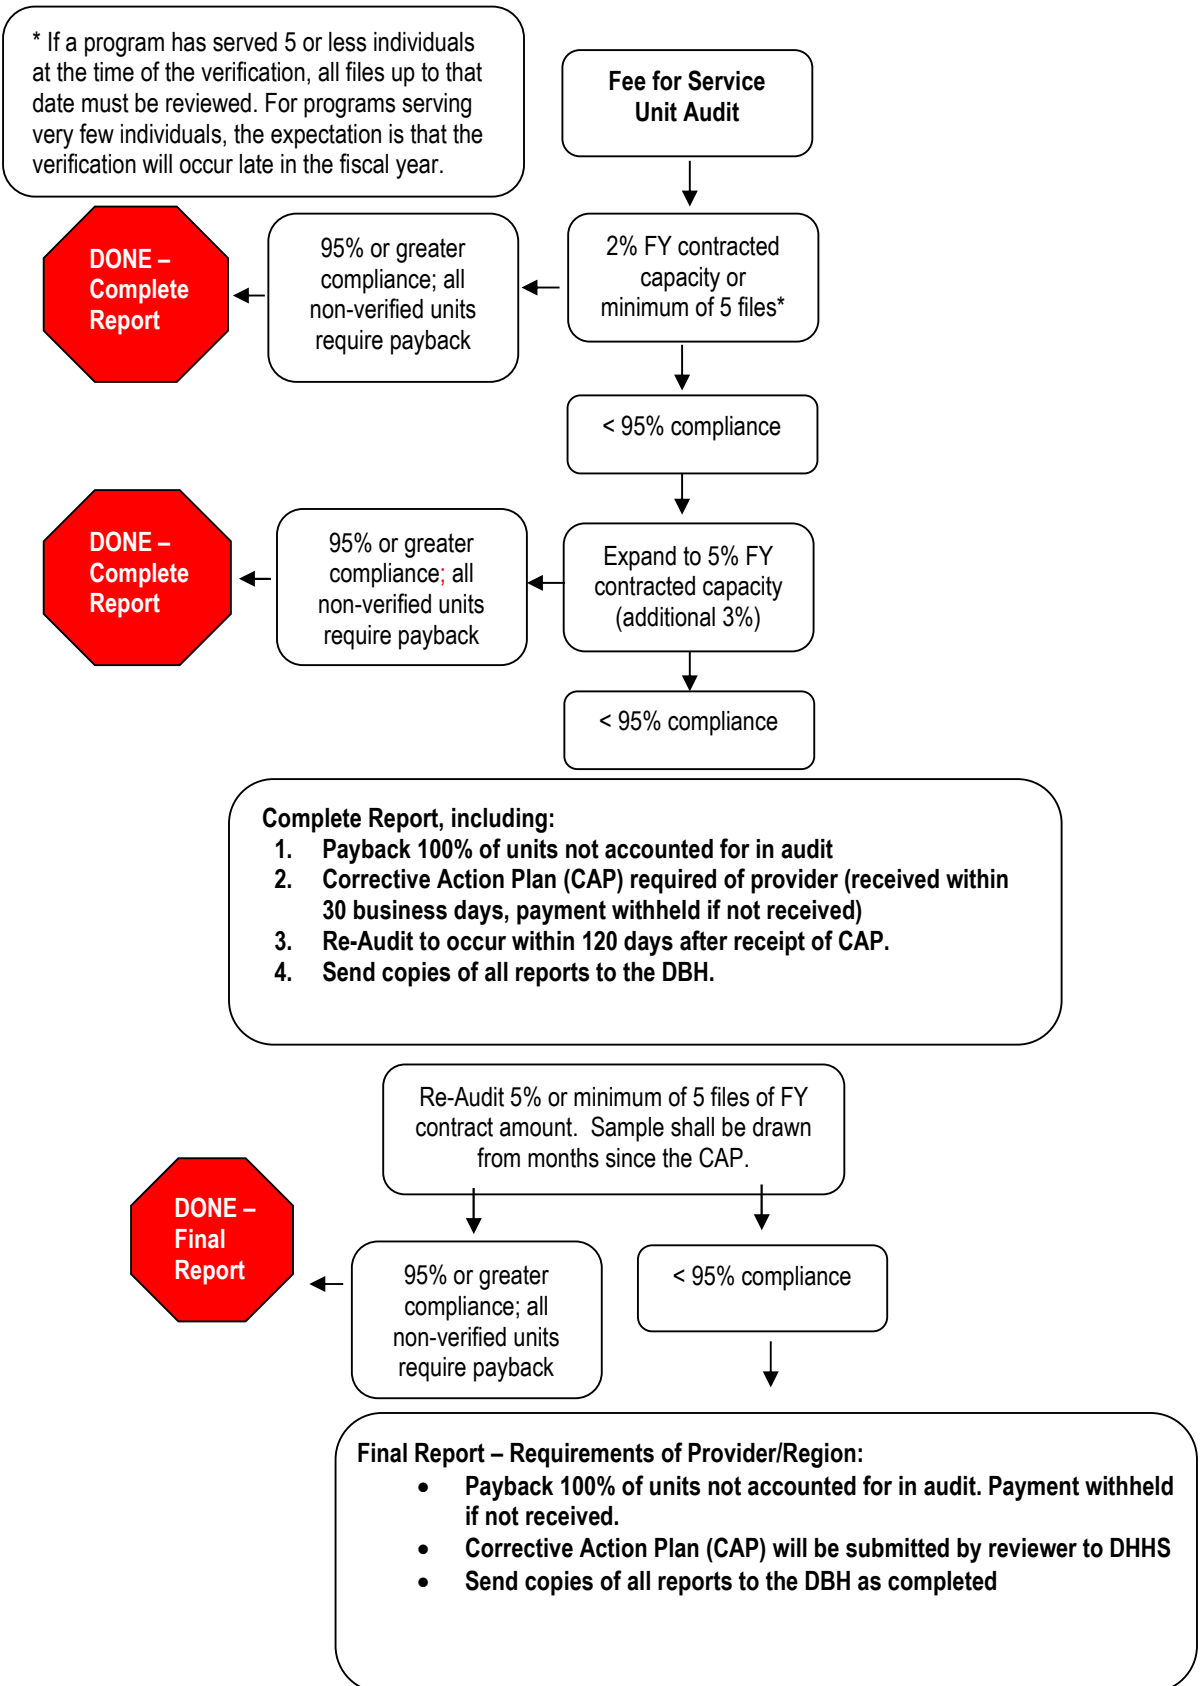 * If a program has served 5 or less individuals
at the time of the verification, all files up to that
date must be reviewed. For programs serving
very few individuals, the expectation is that the
verification will occur late in the fiscal year.
Fee for Service
Unit Audit
DONE –
Complete
Report
95% or greater
compliance; all
non-verified units
require payback
2% FY contracted
capacity or
minimum of 5 files*
< 95% compliance
DONE –
Complete
Report
95% or greater
compliance; all
non-verified units
require payback
Expand to 5% FY
contracted capacity
(additional 3%)
< 95% compliance
Complete Report, including:
1. Payback 100% of units not accounted for in audit
2. Corrective Action Plan (CAP) required of provider (received within
30 business days, payment withheld if not received)
3. Re-Audit to occur within 120 days after receipt of CAP.
4. Send copies of all reports to the DBH.
Re-Audit 5% or minimum of 5 files of FY
contract amount. Sample shall be drawn
from months since the CAP.
DONE –
Final
Report
95% or greater
compliance; all
non-verified units
require payback
< 95% compliance
Final Report – Requirements of Provider/Region:
• Payback 100% of units not accounted for in audit. Payment withheld
if not received.
• Corrective Action Plan (CAP) will be submitted by reviewer to DHHS
• Send copies of all reports to the DBH as completed